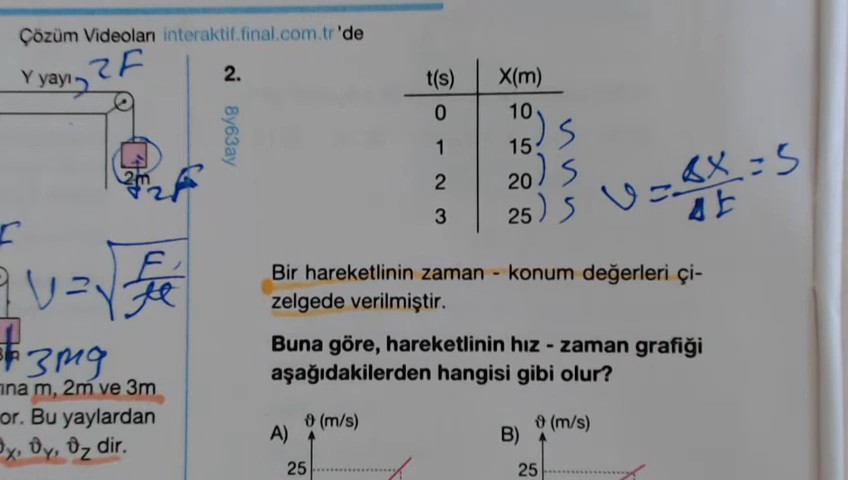 Çözüm Videoları interaktif.final.com.tr'de
Y yayı
2F
2m
2F
V = √F/μ
3mg
ına m, 2m ve 3m
or. Bu yaylardan
ϑX, ϑY, ϑZ dir.
2.
8y63ay
t(s) X(m)
0 10
1 15
2 20
3 25
) 5
) 5
) 5
υ = ΔX/Δt = 5
Bir hareketlinin zaman - konum değerleri çi-
zelgede verilmiştir.
Buna göre, hareketlinin hız - zaman grafiği
aşağıdakilerden hangisi gibi olur?
A) ϑ (m/s)
25
B) ϑ (m/s)
25